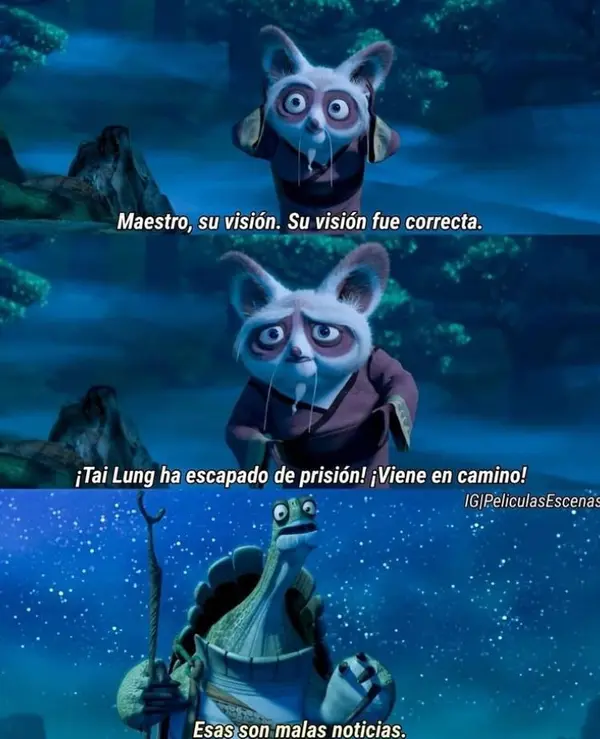 Maestro, su visión. Su visión fue correcta.
¡Tai Lung ha escapado de prisión! ¡Viene en camino!
IG|PeliculasEscenas
Esas son malas noticias.